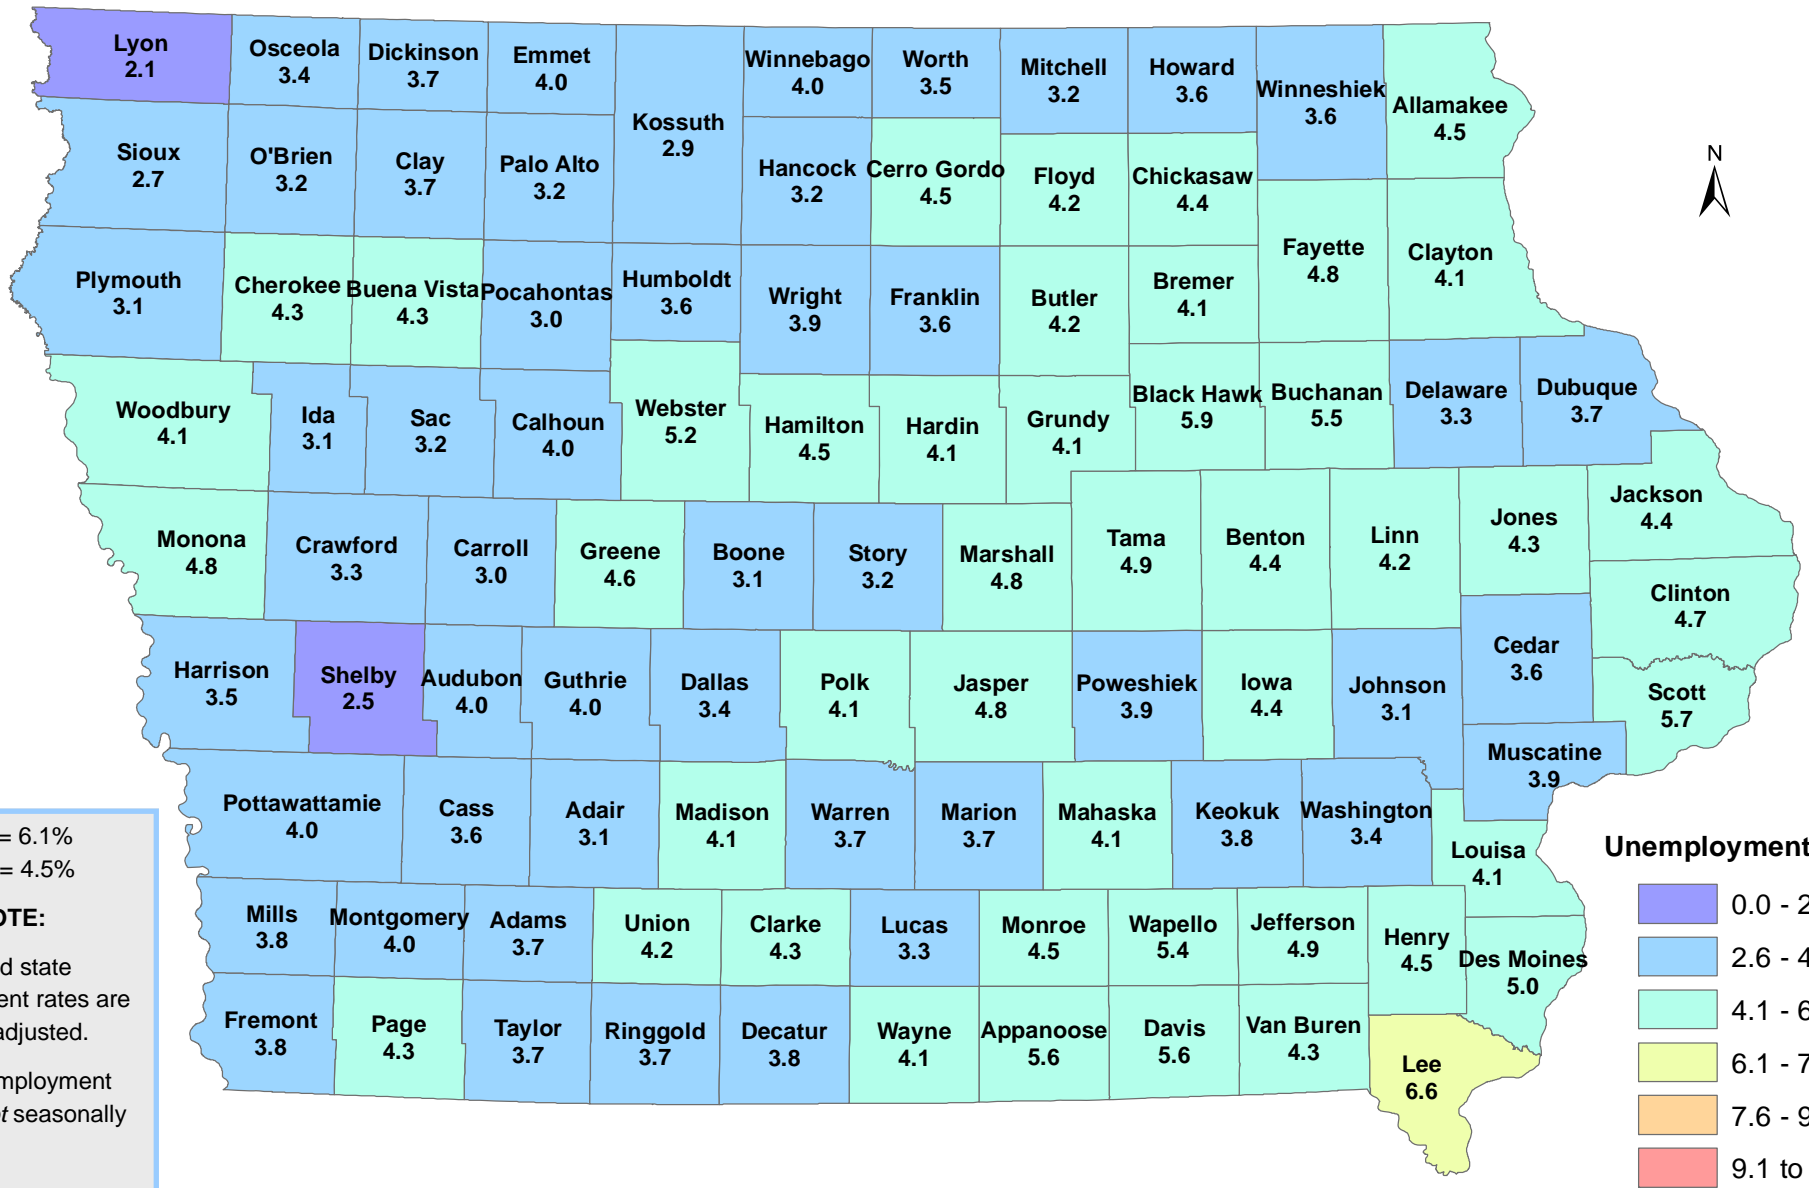 Lyon
2.1
Osceola
3.4
Dickinson
3.7
Emmet
4.0
Kossuth
2.9
Winnebago
4.0
Worth
3.5
Mitchell
3.2
Howard
3.6
Winneshiek
3.6
Allamakee
4.5
Sioux
2.7
O'Brien
3.2
Clay
3.7
Palo Alto
3.2
Hancock
3.2
Cerro Gordo
4.5
Floyd
4.2
Chickasaw
4.4
N
Plymouth
3.1
Cherokee
4.3
Buena Vista
4.3
Pocahontas
3.0
Humboldt
3.6
Wright
3.9
Franklin
3.6
Butler
4.2
Bremer
4.1
Fayette
4.8
Clayton
4.1
Woodbury
4.1
Ida
3.1
Sac
3.2
Calhoun
4.0
Webster
5.2
Hamilton
4.5
Hardin
4.1
Grundy
4.1
Black Hawk
5.9
Buchanan
5.5
Delaware
3.3
Dubuque
3.7
Monona
4.8
Crawford
3.3
Carroll
3.0
Greene
4.6
Boone
3.1
Story
3.2
Marshall
4.8
Tama
4.9
Benton
4.4
Linn
4.2
Jones
4.3
Jackson
4.4
Clinton
4.7
Harrison
3.5
Shelby
2.5
Audubon
4.0
Guthrie
4.0
Dallas
3.4
Polk
4.1
Jasper
4.8
Poweshiek
3.9
Iowa
4.4
Johnson
3.1
Cedar
3.6
Scott
5.7
Muscatine
3.9
Pottawattamie
4.0
Cass
3.6
Adair
3.1
Madison
4.1
Warren
3.7
Marion
3.7
Mahaska
4.1
Keokuk
3.8
Washington
3.4
Louisa
4.1
Mills
3.8
Montgomery
4.0
Adams
3.7
Union
4.2
Clarke
4.3
Lucas
3.3
Monroe
4.5
Wapello
5.4
Jefferson
4.9
Henry
4.5
Des Moines
5.0
Fremont
3.8
Page
4.3
Taylor
3.7
Ringgold
3.7
Decatur
3.8
Wayne
4.1
Appanoose
5.6
Davis
5.6
Van Buren
4.3
Lee
6.6
= 6.1%
= 4.5%
OTE:
d state
ent rates are
adjusted.
mployment
ot seasonally
Unemployment
0.0 - 2
2.6 - 4
4.1 - 6
6.1 - 7
7.6 - 9
9.1 to